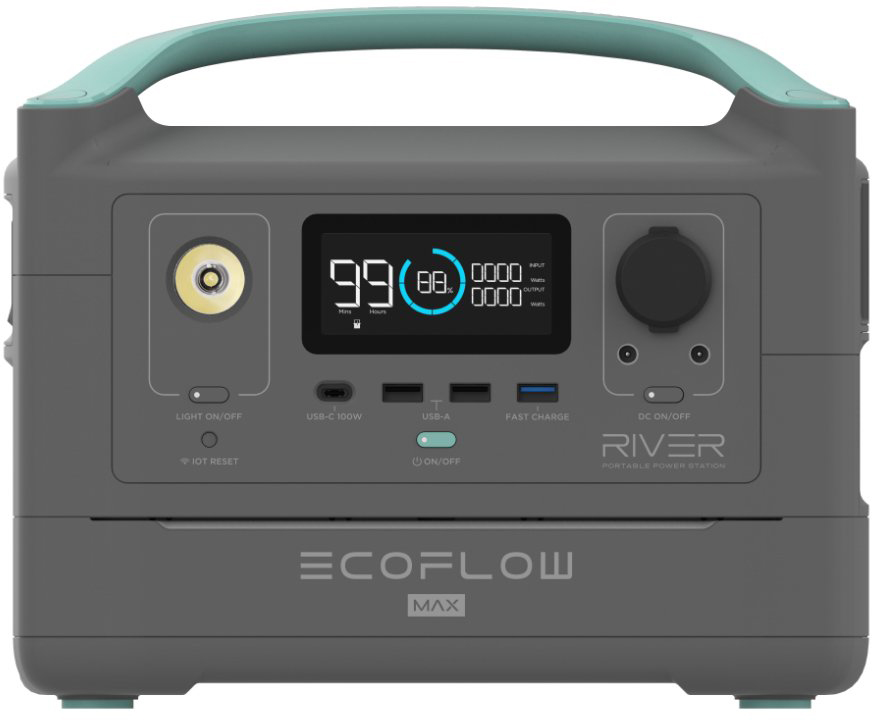 99
Mins
Hours
88
%
0000
INPUT
Watts
0000
OUTPUT
Watts
LIGHT ON/OFF
USB-C 100W
USB-A
FAST CHARGE
DC ON/OFF
IOT RESET
ON/OFF
RIVER
PORTABLE POWER STATION
ECOFLOW
MAX